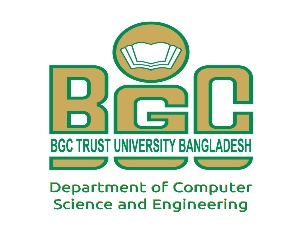 BGC
BGC TRUST UNIVERSITY BANGLADESH
Department of Computer
Science and Engineering